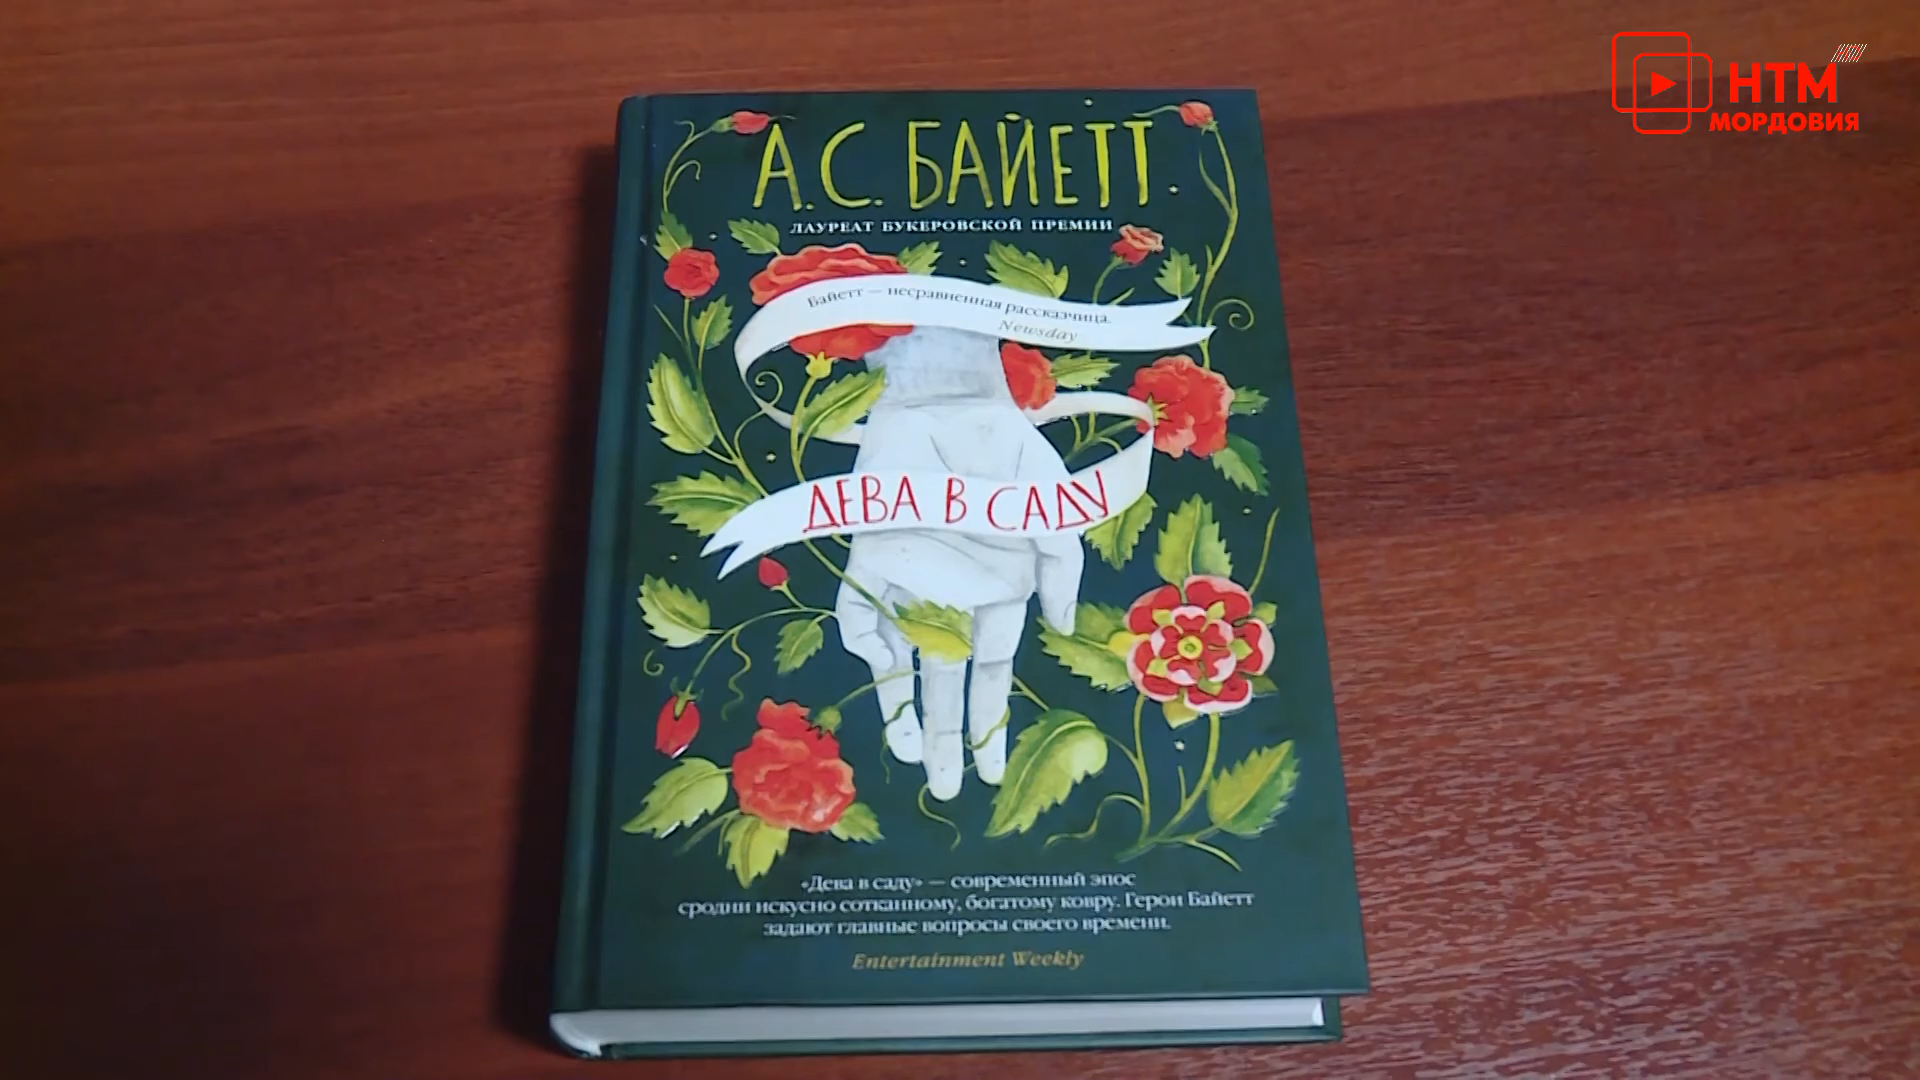 НТМ
МОРДОВИЯ
А.С. БАЙЕТТ
ЛАУРЕАТ БУКЕРОВСКОЙ ПРЕМИИ
Байетт — несравненная рассказчица.
Newsday
ДЕВА В САДУ
«Дева в саду» — современный эпос
сродни искусно сотканному, богатому ковру. Герои Байетт
задают главные вопросы своего времени.
Entertainment Weekly